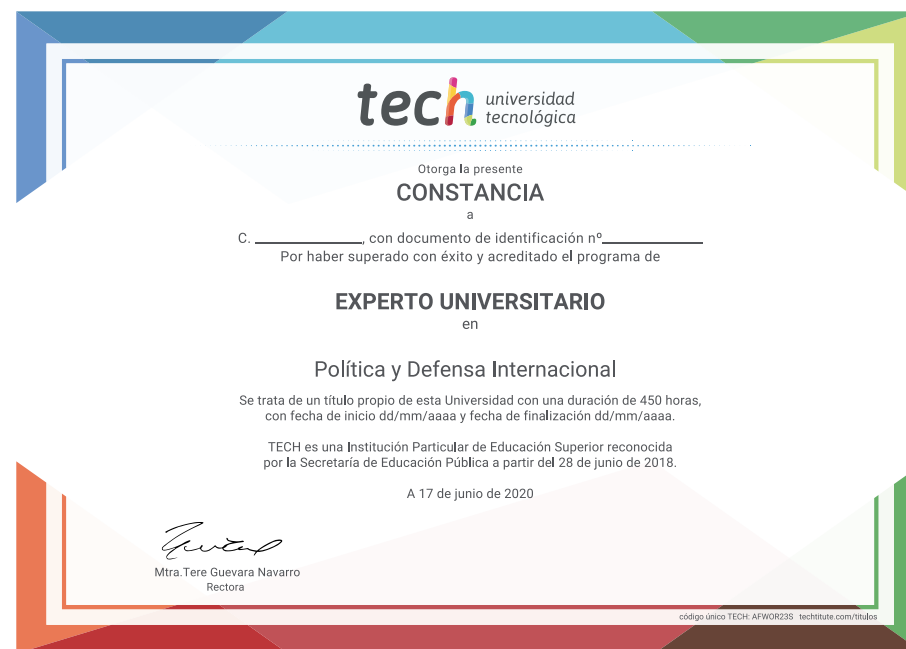 tech universidad
tecnológica
Otorga la presente
CONSTANCIA
a
C. ____________, con documento de identificación nº____________
Por haber superado con éxito y acreditado el programa de
EXPERTO UNIVERSITARIO
en
Política y Defensa Internacional
Se trata de un título propio de esta Universidad con una duración de 450 horas,
con fecha de inicio dd/mm/aaaa y fecha de finalización dd/mm/aaaa.
TECH es una Institución Particular de Educación Superior reconocida
por la Secretaría de Educación Pública a partir del 28 de junio de 2018.
A 17 de junio de 2020
Mtra.Tere Guevara Navarro
Rectora
código único TECH: AFWOR23S techtitute.com/titulos